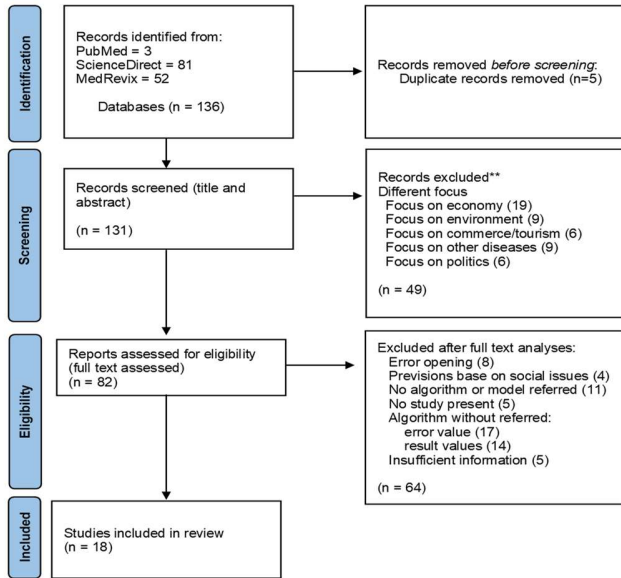 Identification
Records identified from:
PubMed = 3
ScienceDirect = 81
MedRevix = 52
Databases (n = 136)
Records removed before screening:
Duplicate records removed (n=5)
Screening
Records screened (title and
abstract)
(n = 131)
Records excluded**
Different focus
Focus on economy (19)
Focus on environment (9)
Focus on commerce/tourism (6)
Focus on other diseases (9)
Focus on politics (6)
(n = 49)
Eligibility
Reports assessed for eligibility
(full text assessed)
(n = 82)
Excluded after full text analyses:
Error opening (8)
Previsions base on social issues (4)
No algorithm or model referred (11)
No study present (5)
Algorithm without referred:
error value (17)
result values (14)
Insufficient information (5)
(n = 64)
Included
Studies included in review
(n = 18)